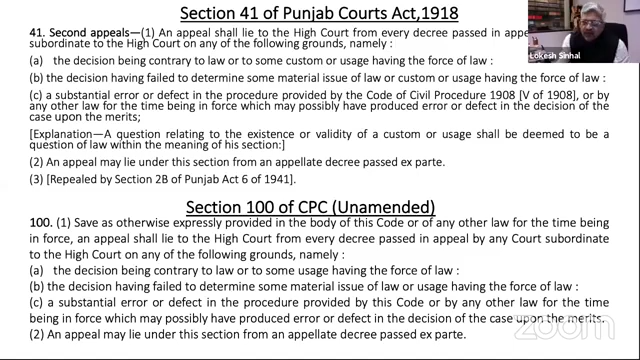 Section 41 of Punjab Courts Act,1918
41. Second appeals—(1) An appeal shall lie to the High Court from every decree passed in
subordinate to the High Court on any of the following grounds, namely :
(a) the decision being contrary to law or to some custom or usage having the force of law :
(b) the decision having failed to determine some material issue of law or custom or usage having the force of law :
(c) a substantial error or defect in the procedure provided by the Code of Civil Procedure 1908 [V of 1908], or by
any other law for the time being in force which may possibly have produced error or defect in the decision of the
case upon the merits;
[Explanation—A question relating to the existence or validity of a custom or usage shall be deemed to be a
question of law within the meaning of his section:]
(2) An appeal may lie under this section from an appellate decree passed ex parte.
(3) [Repealed by Section 2B of Punjab Act 6 of 1941].
Section 100 of CPC (Unamended)
100. (1) Save as otherwise expressly provided in the body of this Code or of any other law for the time being
in force, an appeal shall lie to the High Court from every decree passed in appeal by any Court subordinate
to the High Court on any of the following grounds, namely :
(a) the decision being contrary to law or to some usage having the force of law :
(b) the decision having failed to determine some material issue of law or usage having the force of law :
(c) a substantial error or defect in the procedure provided by this Code or by any other law for the time
being in force which may possibly have produced error or defect in the decision of the case upon the merits.
(2) An appeal may lie under this section from an appellate decree passed ex parte.
Lokesh Sinhal
zoom